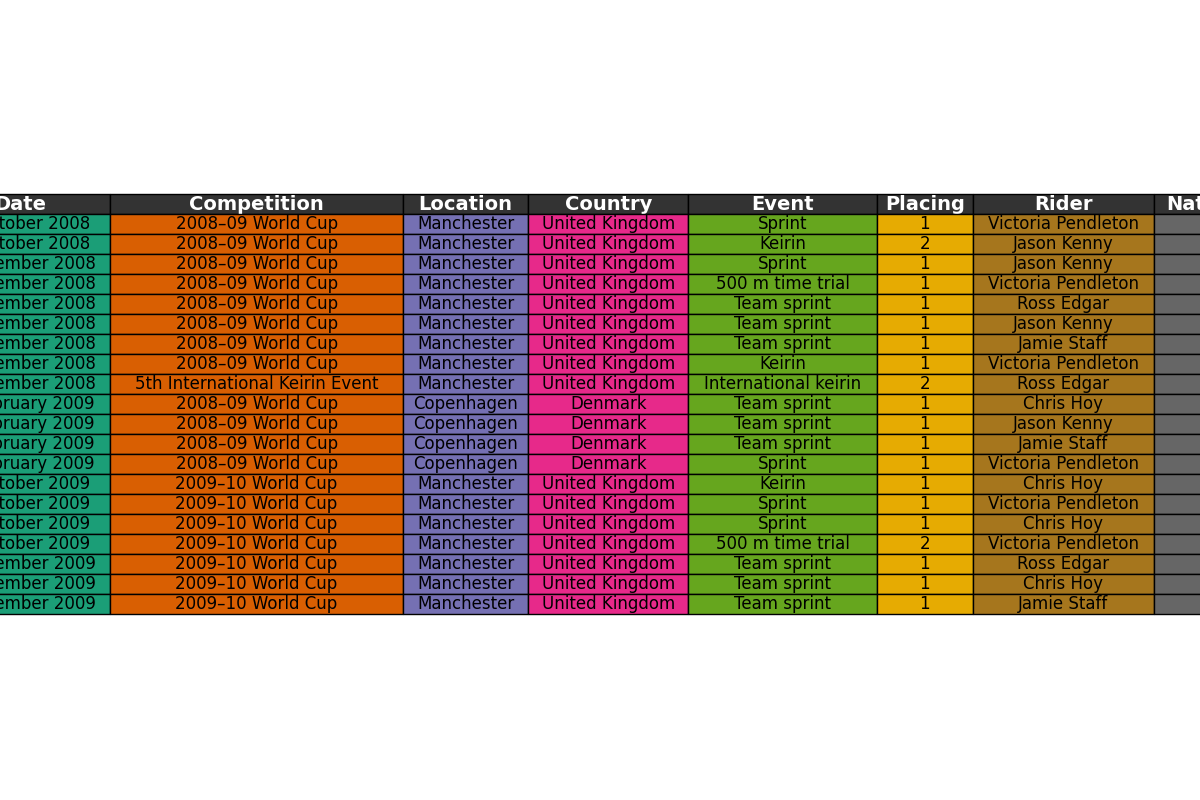 Date Competition Location Country Event Placing Rider Nat
tober 2008 2008–09 World Cup Manchester United Kingdom Sprint 1 Victoria Pendleton
tober 2008 2008–09 World Cup Manchester United Kingdom Keirin 2 Jason Kenny
ember 2008 2008–09 World Cup Manchester United Kingdom Sprint 1 Jason Kenny
ember 2008 2008–09 World Cup Manchester United Kingdom 500 m time trial 1 Victoria Pendleton
ember 2008 2008–09 World Cup Manchester United Kingdom Team sprint 1 Ross Edgar
ember 2008 2008–09 World Cup Manchester United Kingdom Team sprint 1 Jason Kenny
ember 2008 2008–09 World Cup Manchester United Kingdom Team sprint 1 Jamie Staff
ember 2008 2008–09 World Cup Manchester United Kingdom Keirin 1 Victoria Pendleton
ember 2008 5th International Keirin Event Manchester United Kingdom International keirin 2 Ross Edgar
ruary 2009 2008–09 World Cup Copenhagen Denmark Team sprint 1 Chris Hoy
ruary 2009 2008–09 World Cup Copenhagen Denmark Team sprint 1 Jason Kenny
ruary 2009 2008–09 World Cup Copenhagen Denmark Team sprint 1 Jamie Staff
ruary 2009 2008–09 World Cup Copenhagen Denmark Sprint 1 Victoria Pendleton
tober 2009 2009–10 World Cup Manchester United Kingdom Keirin 1 Chris Hoy
tober 2009 2009–10 World Cup Manchester United Kingdom Sprint 1 Victoria Pendleton
tober 2009 2009–10 World Cup Manchester United Kingdom Sprint 1 Chris Hoy
tober 2009 2009–10 World Cup Manchester United Kingdom 500 m time trial 2 Victoria Pendleton
ember 2009 2009–10 World Cup Manchester United Kingdom Team sprint 1 Ross Edgar
ember 2009 2009–10 World Cup Manchester United Kingdom Team sprint 1 Chris Hoy
ember 2009 2009–10 World Cup Manchester United Kingdom Team sprint 1 Jamie Staff